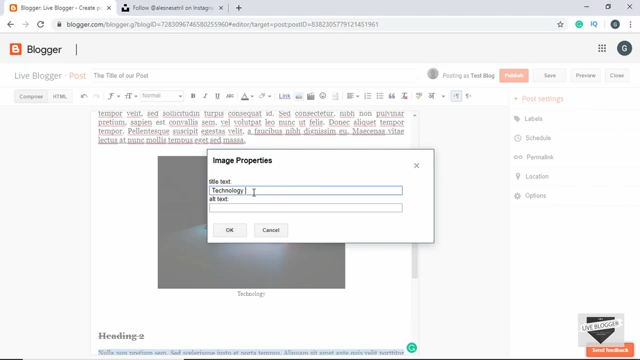 Blogger: Live Blogger - Create p
Follow @alesnesetril on Instagram
blogger.com/blogger.g?blogID=7283096746580255960#editor/target=post;postID=8382305779121451961
Blogger
G
Live Blogger · Post
The Title of our Post
Posting as Test Blog
Publish
Save
Preview
Close
Compose
HTML
Normal
Link
Post settings
Labels
Schedule
Permalink
Location
Options
tempor velit, sed sollicitudin turpis consequat id. Sed consectetur, nibh non pulvinar
pretium, sapien est convallis sem, vel volutpat leo nunc ut libero. Donec aliquet tempor
tempor. Pellentesque suscipit egestas velit, a faucibus nibh dignissim eu. Maecenas vitae
lectus at nunc mollis tempus eget eu sem.
Image Properties
title text:
Technology
alt text:
OK
Cancel
Technology
Heading 2
LIVE BLOGGER
Send feedback